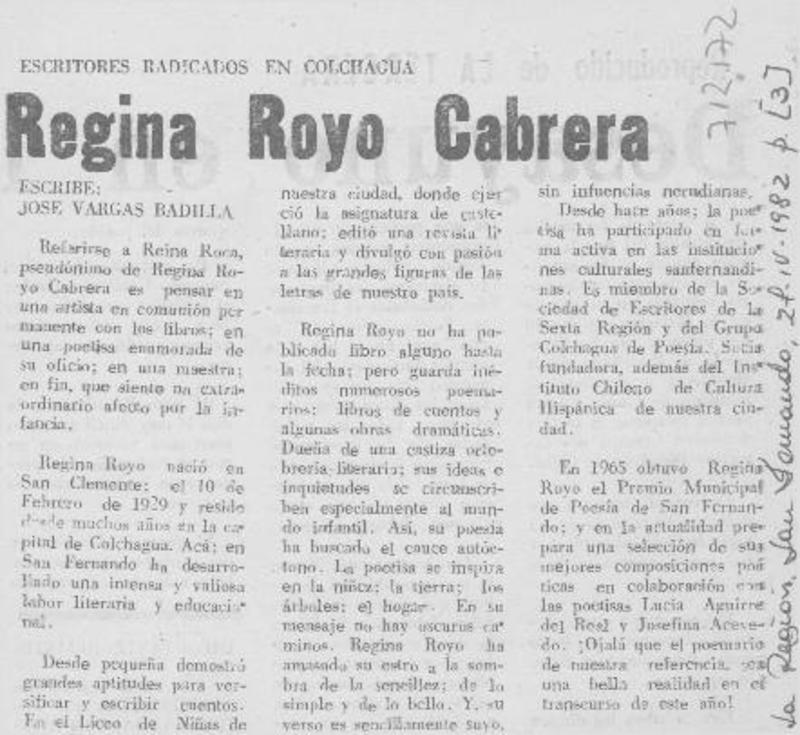 ESCRITORES RADICADOS EN COLCHAGUA
Regina Royo Cabrera
ESCRIBE:
JOSE VARGAS BADILLA
Referirse a Reina Roca,
pseudónimo de Regina Ro-
yo Cabrera es pensar en
una artista en comunión per
manente con los libros; en
una poetisa enamorada de
su oficio; en una maestra;
en fin, que siente un extra-
ordinario afecto por la in-
fancia.
Regina Royo nació en
San Clemente; el 10 de
Febrero de 1929 y reside
desde muchos años en la ca-
pital de Colchagua. Acá; en
San Fernando ha desarro-
llado una intensa y valiosa
labor literaria y educacio-
nal.
Desde pequeña demostró
grandes aptitudes para ver-
sificar y escribir cuentos.
En el Liceo de Niñas de
nuestra ciudad, donde ejer
ció la asignatura de caste-
llano; editó una revista li-
teraria y divulgó con pasión
a las grandes figuras de las
letras de nuestro país.
Regina Royo no ha pu-
blicado libro alguno hasta
la fecha; pero guarda iné-
ditos numerosos poema-
rios; libros de cuentos y
algunas obras dramáticas.
Dueña de una castiza orfe-
brería literaria; sus ideas e
inquietudes se circunscri-
ben especialmente al mun-
do infantil. Así, su poesía
ha buscado el cauce autóc-
tono. La poetisa se inspira
en la niñez; la tierra; los
árboles; el hogar. En su
mensaje no hay oscuros ca-
minos. Regina Royo ha
amasado su estro a la som-
bra de la sencillez; de lo
simple y de lo bello. Y, su
verso es sencillamente suyo,
sin infuencias nerudianas.
Desde hace años; la poe-
tisa ha participado en for-
ma activa en las institucio-
nes culturales sanfernandi-
nas. Es miembro de la So-
ciedad de Escritores de la
Sexta Región y del Grupo
Colchagua de Poesía. Socia
fundadora, además del Ins-
tituto Chileno de Cultura
Hispánica de nuestra ciu-
dad.
En 1965 obtuvo Regina
Royo el Premio Municipal
de Poesía de San Fernan-
do; y en la actualidad pre-
para una selección de sus
mejores composiciones poé-
ticas en colaboración con
las poetisas Lucía Aguirre
del Real y Josefina Aceve-
do. ¡Ojalá que el poemario
de nuestra referencia, sea
una bella realidad en el
transcurso de este año!
712172
La Región, San Fernando, IV-1982 p. [3]